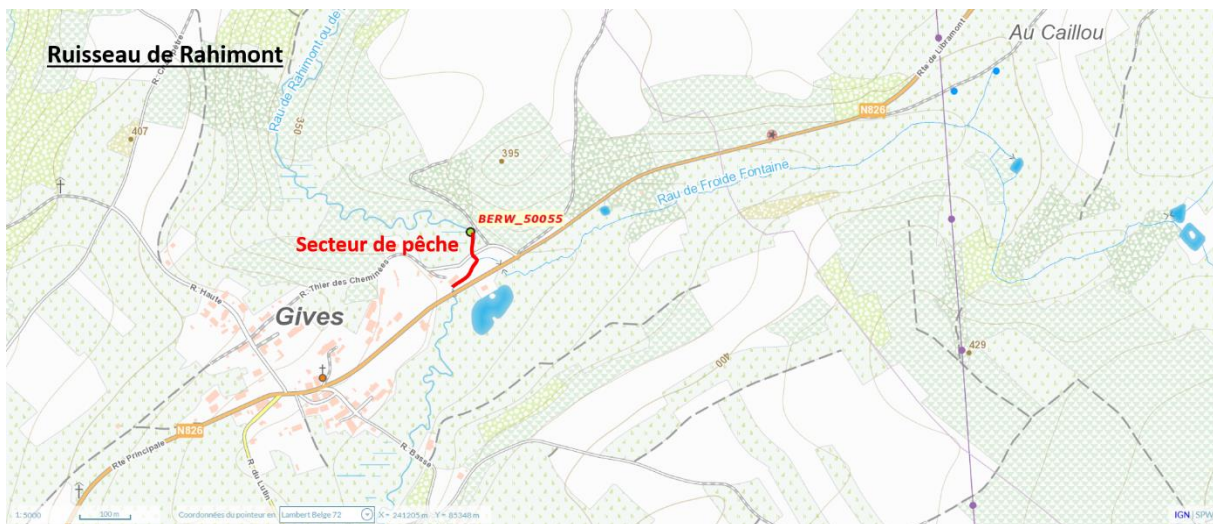 Ruisseau de Rahimont
R. Champêtre
Rau de Rahimont ou de
350
Au Caillou
Rte de Libramont
N826
407
395
Rau de Froide Fontaine
BERW_50055
Secteur de pêche
R. Thier des Cheminées
R. Haute
Gives
429
400
N826
Rte Principale
R. Basse
R. du Lutin
1: 5000
100 m
Coordonnées du pointeur en Lambert Belge 72 X = 241205 m Y = 85348 m
IGN | SPW